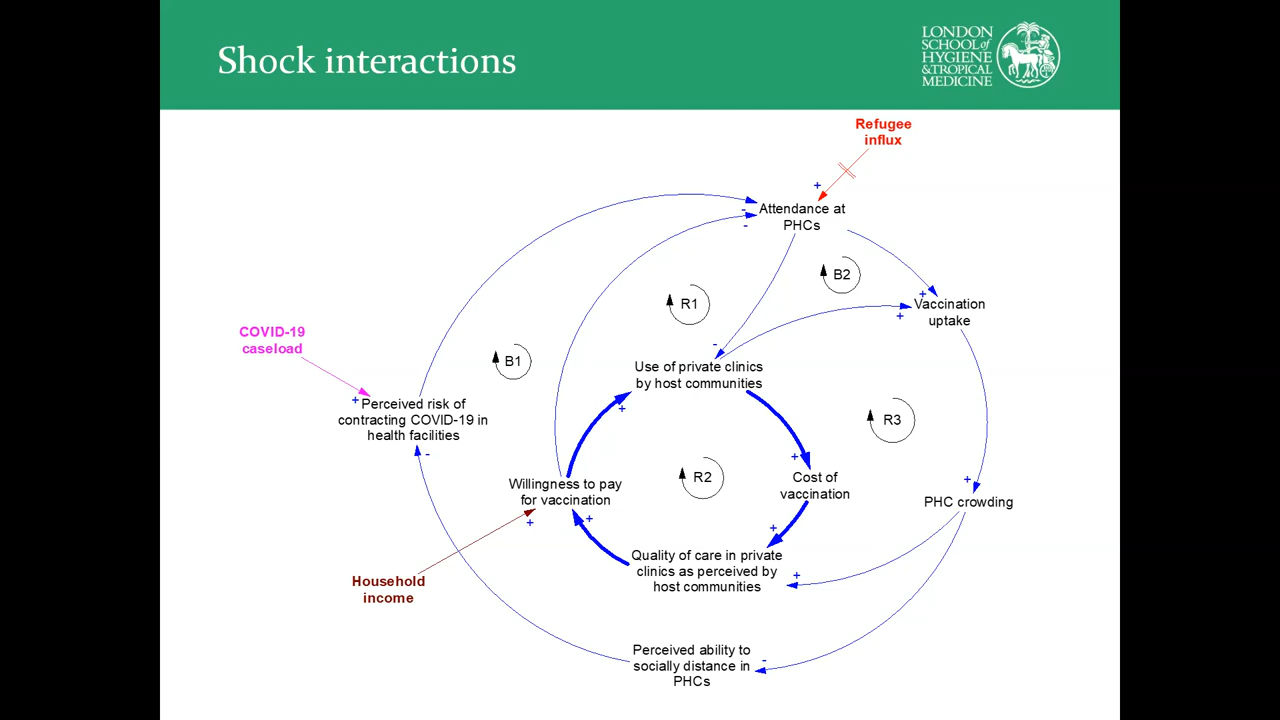 Shock interactions
LONDON
SCHOOL of
HYGIENE
& TROPICAL
MEDICINE
Refugee
influx
+
Attendance at
PHCs
-
-
B2
+
Vaccination
uptake
+
R1
COVID-19
caseload
B1
-
Use of private clinics
by host communities
+
Perceived risk of
contracting COVID-19 in
health facilities
-
+
R3
+
Cost of
vaccination
R2
Willingness to pay
for vaccination
+
+
+
PHC crowding
+
Quality of care in private
clinics as perceived by
host communities
+
Household
income
Perceived ability to
socially distance in
PHCs
-